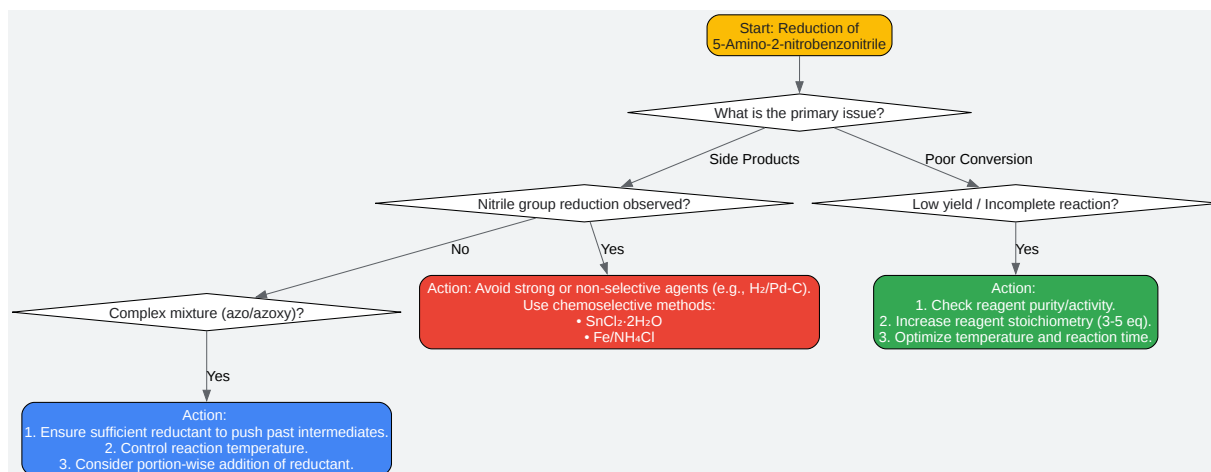 Start: Reduction of
5-Amino-2-nitrobenzonitrile
What is the primary issue?
Side Products
Poor Conversion
Nitrile group reduction observed?
Low yield / Incomplete reaction?
No
Yes
Yes
Complex mixture (azo/azoxy)?
Action: Avoid strong or non-selective agents (e.g., H₂/Pd-C).
Use chemoselective methods:
• SnCl₂·2H₂O
• Fe/NH₄Cl
Action:
1. Check reagent purity/activity.
2. Increase reagent stoichiometry (3-5 eq).
3. Optimize temperature and reaction time.
Yes
Action:
1. Ensure sufficient reductant to push past intermediates.
2. Control reaction temperature.
3. Consider portion-wise addition of reductant.